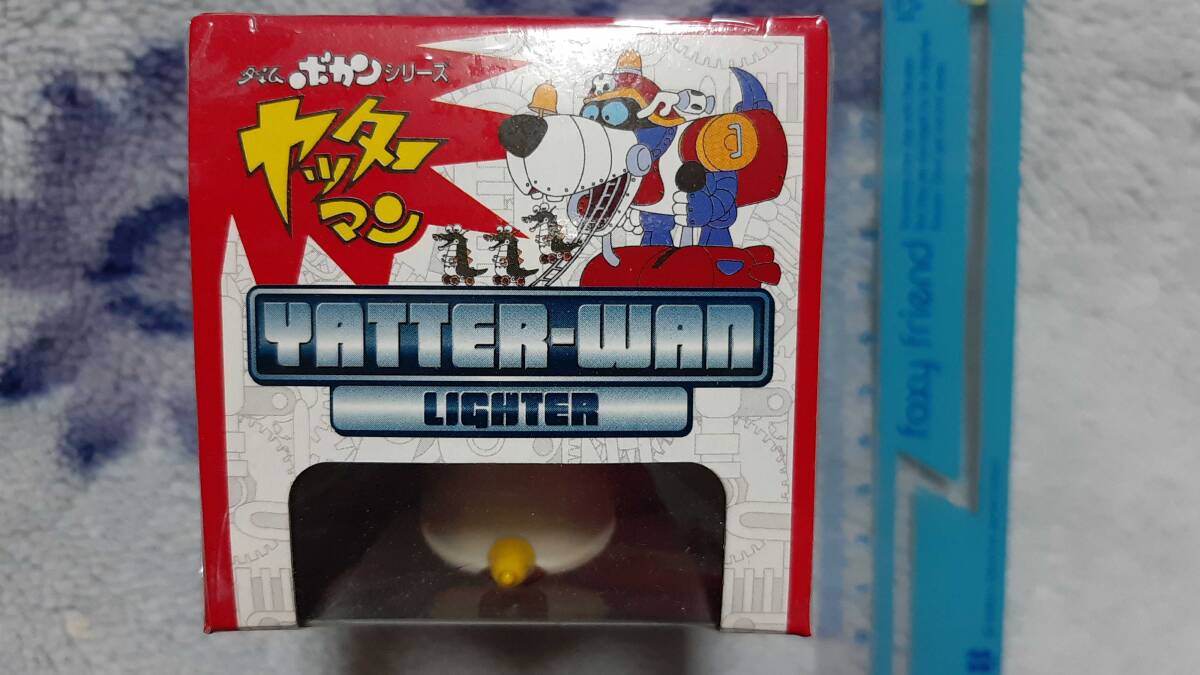 タイムボカンシリーズ
ヤッター
マン
YATTER-WAN
LIGHTER
foxy friend